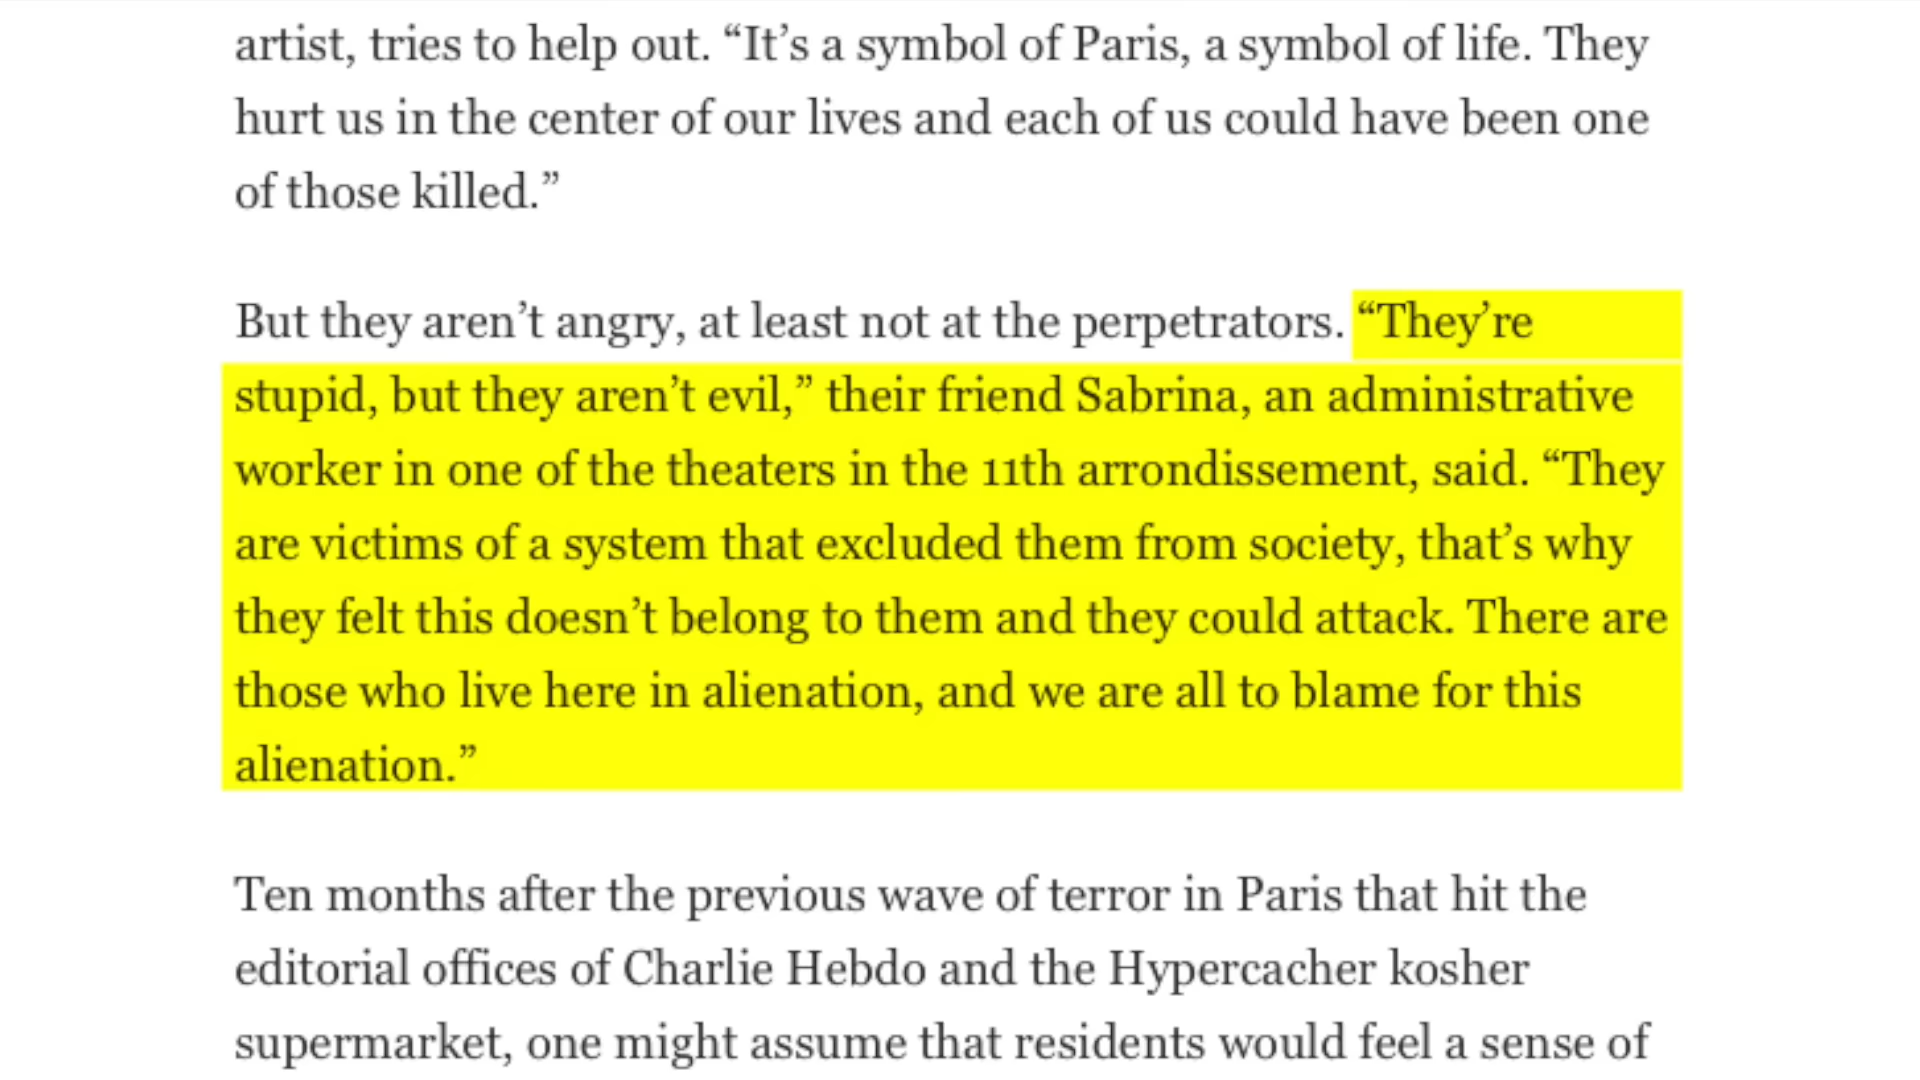 artist, tries to help out. “It’s a symbol of Paris, a symbol of life. They
hurt us in the center of our lives and each of us could have been one
of those killed.”
But they aren’t angry, at least not at the perpetrators. “They’re
stupid, but they aren’t evil,” their friend Sabrina, an administrative
worker in one of the theaters in the 11th arrondissement, said. “They
are victims of a system that excluded them from society, that’s why
they felt this doesn’t belong to them and they could attack. There are
those who live here in alienation, and we are all to blame for this
alienation.”
Ten months after the previous wave of terror in Paris that hit the
editorial offices of Charlie Hebdo and the Hypercacher kosher
supermarket, one might assume that residents would feel a sense of